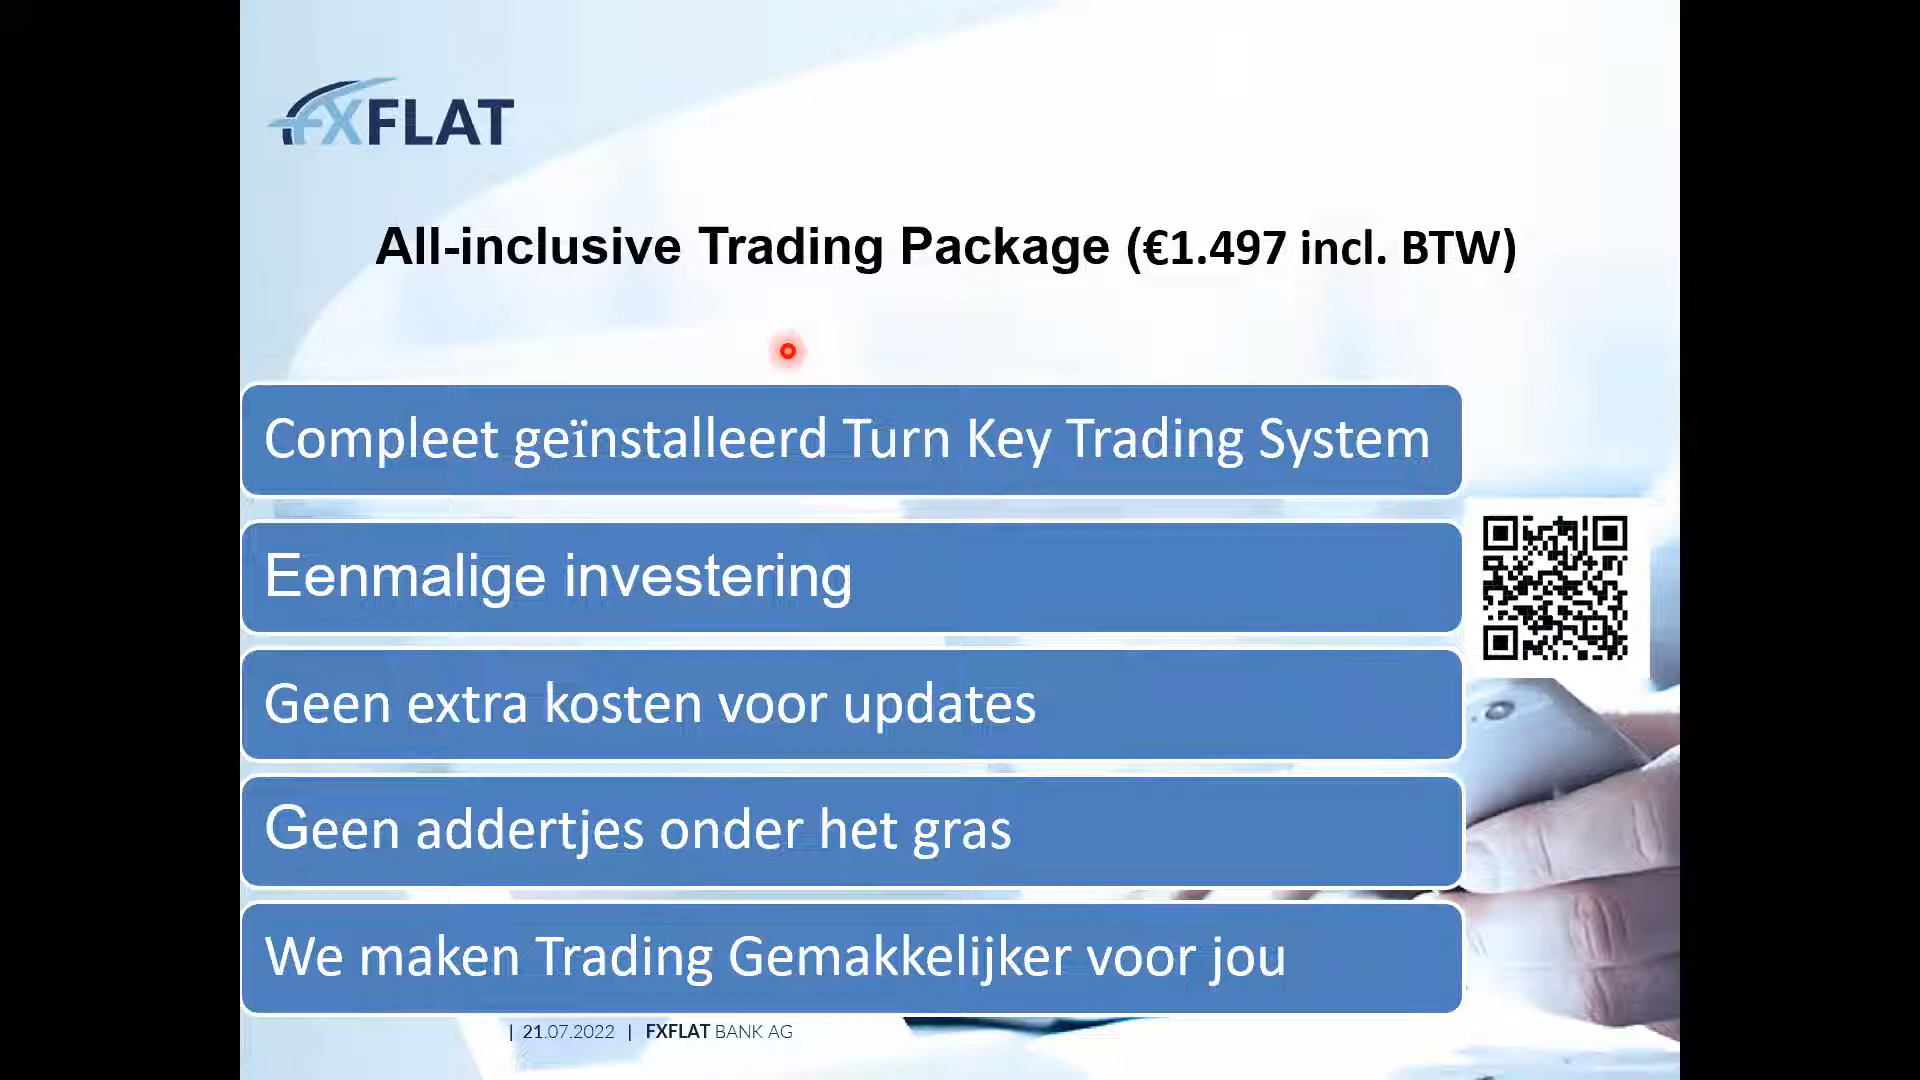 FXFLAT
All-inclusive Trading Package (€1.497 incl. BTW)
Compleet geïnstalleerd Turn Key Trading System
Eenmalige investering
Geen extra kosten voor updates
Geen addertjes onder het gras
We maken Trading Gemakkelijker voor jou
| 21.07.2022 | FXFLAT BANK AG